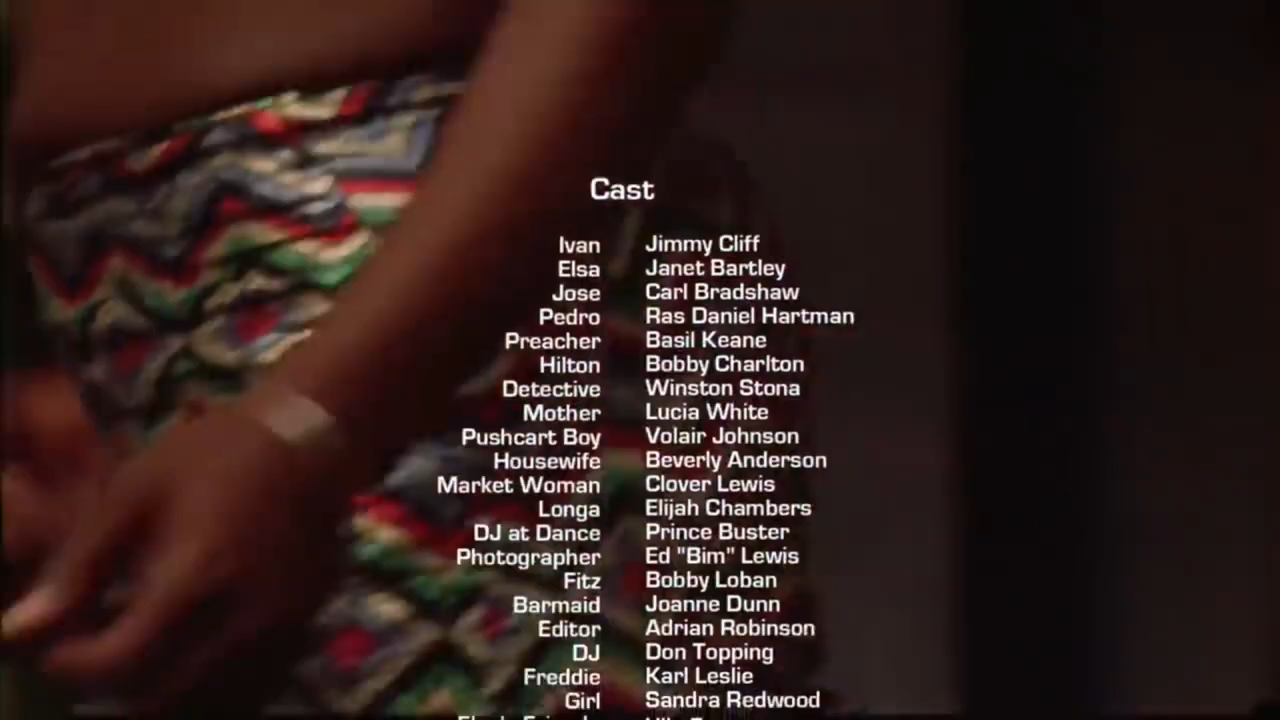 Cast
Ivan Jimmy Cliff
Elsa Janet Bartley
Jose Carl Bradshaw
Pedro Ras Daniel Hartman
Preacher Basil Keane
Hilton Bobby Charlton
Detective Winston Stona
Mother Lucia White
Pushcart Boy Volair Johnson
Housewife Beverly Anderson
Market Woman Clover Lewis
Longa Elijah Chambers
DJ at Dance Prince Buster
Photographer Ed "Bim" Lewis
Fitz Bobby Loban
Barmaid Joanne Dunn
Editor Adrian Robinson
DJ Don Topping
Freddie Karl Leslie
Girl Sandra Redwood